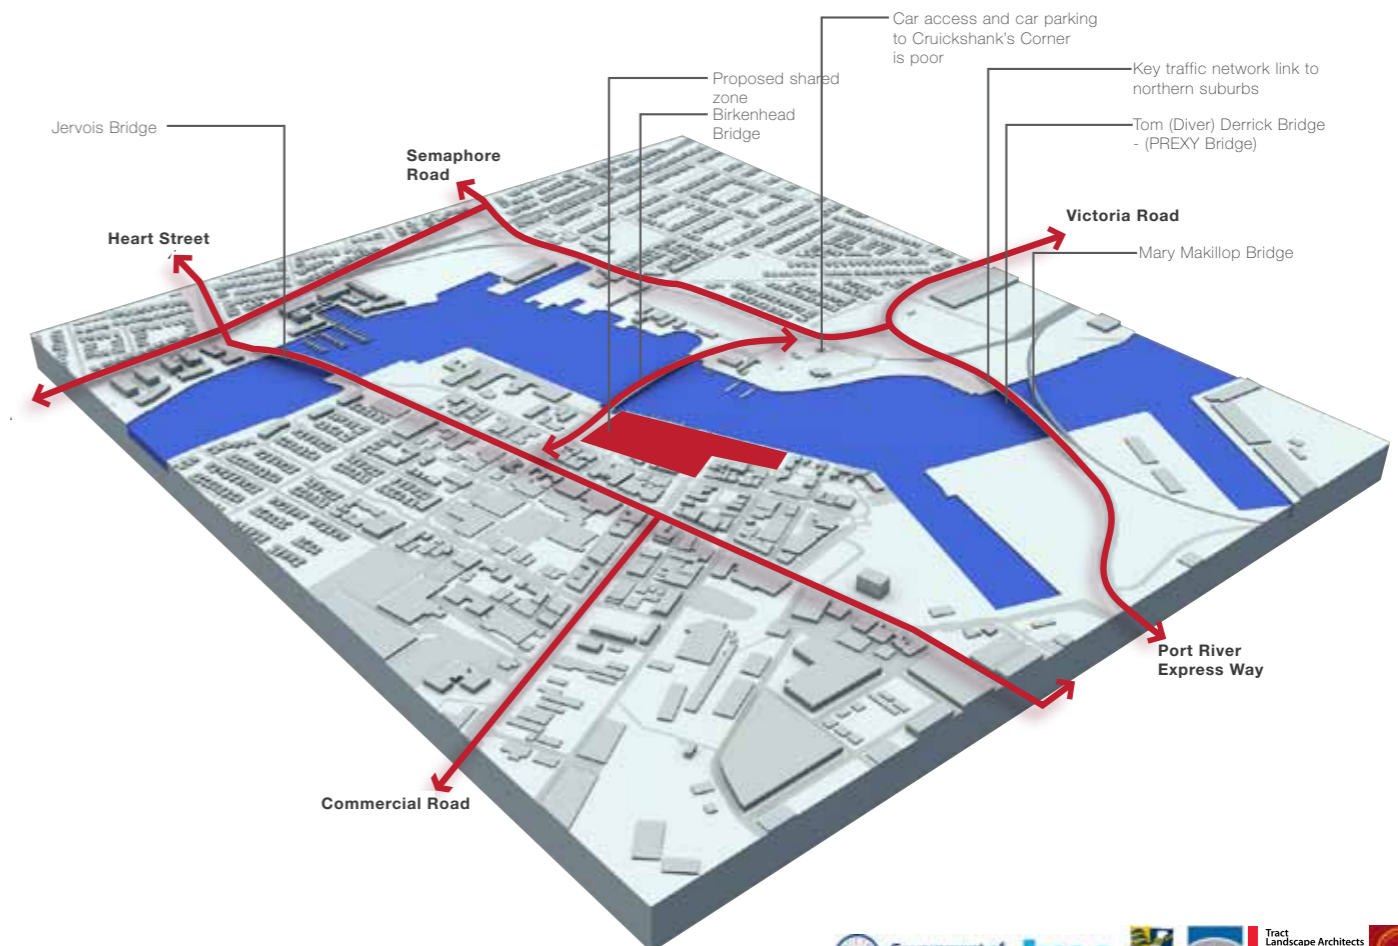 Car access and car parking
to Cruickshank's Corner
is poor
Key traffic network link to
northern suburbs
Proposed shared
zone
Birkenhead
Bridge
Tom (Diver) Derrick Bridge
- (PREXY Bridge)
Jervois Bridge
Semaphore
Road
Victoria Road
Heart Street
Mary Makillop Bridge
Port River
Express Way
Commercial Road
Tract
Landscape Architects
Government of